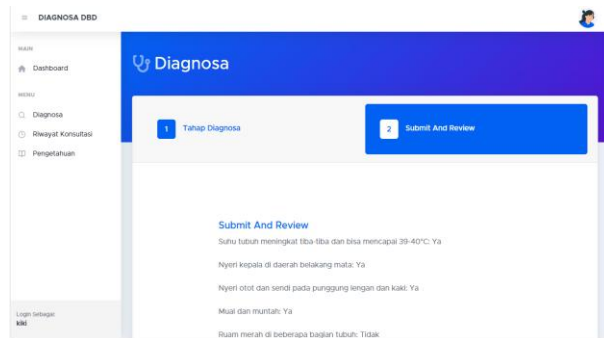 DIAGNOSA DBD
MAIN
Dashboard
MENU
Diagnosa
Riwayat Konsultasi
Pengetahuan
Login Sebagai:
kiki
Diagnosa
1 Tahap Diagnosa
2 Submit And Review
Submit And Review
Suhu tubuh meningkat tiba-tiba dan bisa mencapai 39-40°C: Ya
Nyeri kepala di daerah belakang mata: Ya
Nyeri otot dan sendi pada punggung lengan dan kaki: Ya
Mual dan muntah: Ya
Ruam merah di beberapa bagian tubuh: Tidak